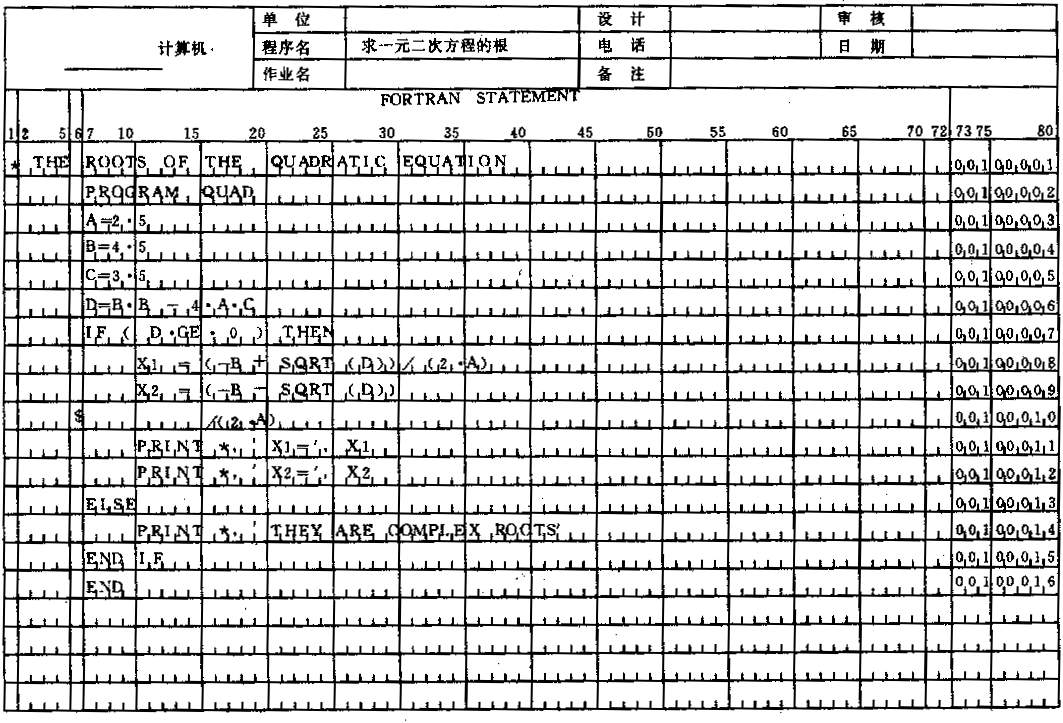 单 位 设 计 审 核
计算机. 程序名 求一元二次方程的根 电 话 日 期
作业名 备 注
FORTRAN STATEMENT
1 2 5 6 7 10 15 20 25 30 35 40 45 50 55 60 65 70 72 73 75 80
* THE ROOTS OF THE QUADRATIC EQUATION 001 00001
PROGRAM QUAD 001 00002
A=2.5 001 00003
B=4.5 001 00004
C=3.5 001 00005
D=B*B - 4*A*C 001 00006
IF ( D.GE.0 ) THEN 001 00007
X1 = (-B + SQRT (D))/ (2.*A) 001 00008
X2 = (-B - SQRT (D)) 001 00009
$ /(2.*A) 001 00010
PRINT *, ' X1=', X1 001 00011
PRINT *, ' X2=', X2 001 00012
ELSE 001 00013
PRINT *, ' THEY ARE COMPLEX ROOTS' 001 00014
END IF 001 00015
END 001 00016